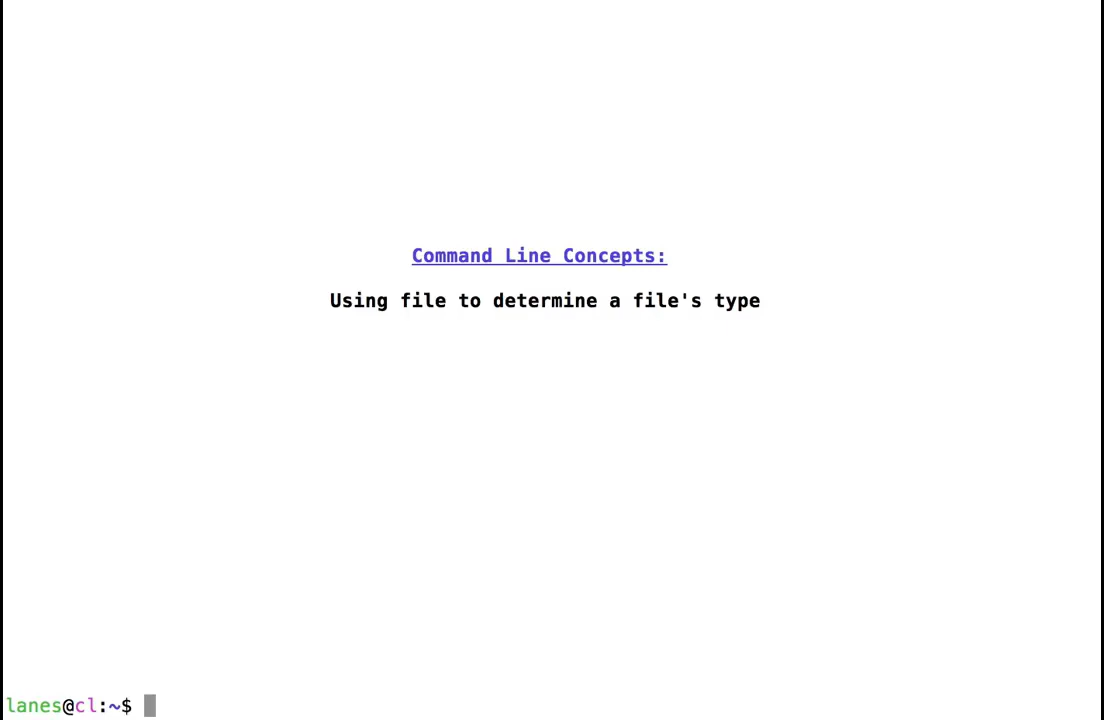 Command Line Concepts:
Using file to determine a file's type
lanes@cl:~$